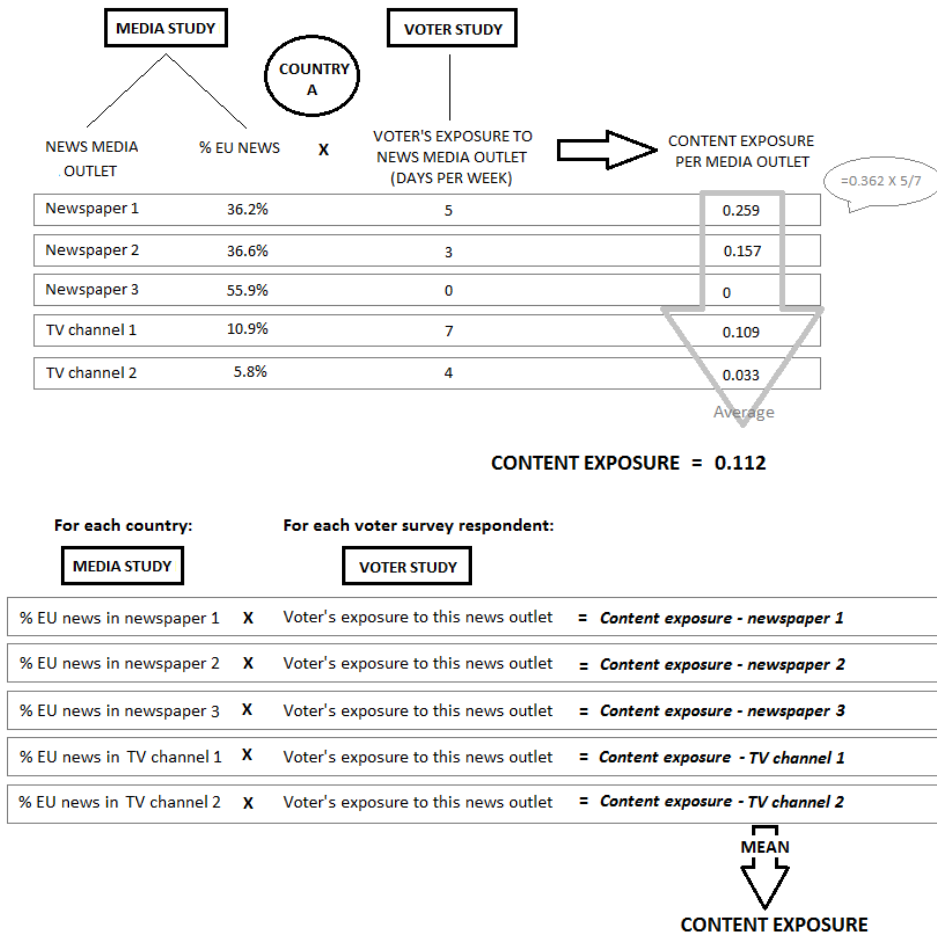 MEDIA STUDY
VOTER STUDY
COUNTRY
A
NEWS MEDIA
. OUTLET
% EU NEWS
X
VOTER'S EXPOSURE TO
NEWS MEDIA OUTLET
(DAYS PER WEEK)
CONTENT EXPOSURE
PER MEDIA OUTLET
=0.362 X 5/7
Newspaper 1 36.2% 5 0.259
Newspaper 2 36.6% 3 0.157
Newspaper 3 55.9% 0 0
TV channel 1 10.9% 7 0.109
TV channel 2 5.8% 4 0.033
Average
CONTENT EXPOSURE = 0.112
For each country: For each voter survey respondent:
MEDIA STUDY VOTER STUDY
% EU news in newspaper 1 X Voter's exposure to this news outlet = Content exposure - newspaper 1
% EU news in newspaper 2 X Voter's exposure to this news outlet = Content exposure - newspaper 2
% EU news in newspaper 3 X Voter's exposure to this news outlet = Content exposure - newspaper 3
% EU news in TV channel 1 X Voter's exposure to this news outlet = Content exposure - TV channel 1
% EU news in TV channel 2 X Voter's exposure to this news outlet = Content exposure - TV channel 2
MEAN
CONTENT EXPOSURE